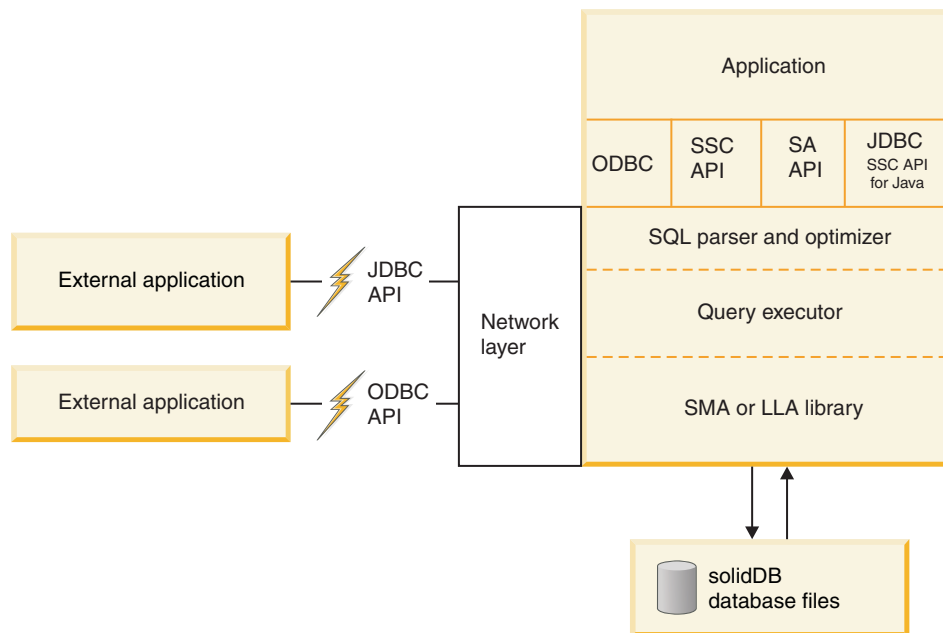 Application
ODBC
SSC
API
SA
API
JDBC
SSC API
for Java
SQL parser and optimizer
External application
JDBC
API
Query executor
Network
layer
External application
ODBC
API
SMA or LLA library
solidDB
database files